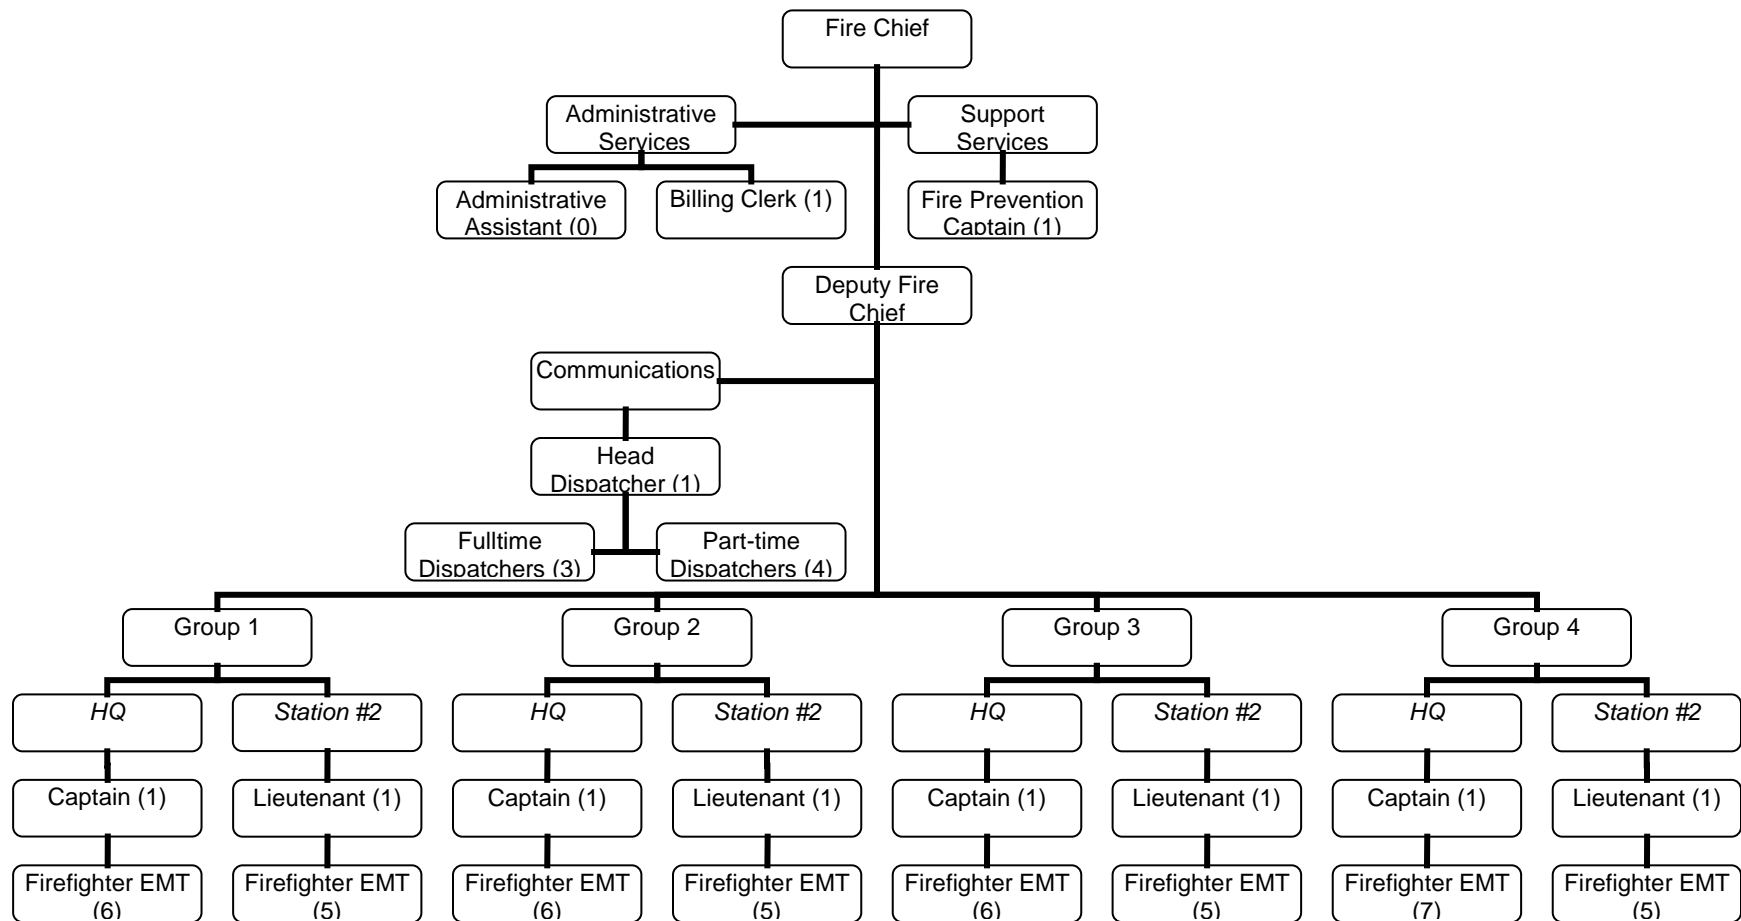 Fire Chief
Administrative
Services
Support
Services
Administrative
Assistant (0)
Billing Clerk (1)
Fire Prevention
Captain (1)
Deputy Fire
Chief
Communications
Head
Dispatcher (1)
Fulltime
Dispatchers (3)
Part-time
Dispatchers (4)
Group 1
Group 2
Group 3
Group 4
HQ
Station #2
HQ
Station #2
HQ
Station #2
HQ
Station #2
Captain (1)
Lieutenant (1)
Captain (1)
Lieutenant (1)
Captain (1)
Lieutenant (1)
Captain (1)
Lieutenant (1)
Firefighter EMT
(6)
Firefighter EMT
(5)
Firefighter EMT
(6)
Firefighter EMT
(5)
Firefighter EMT
(6)
Firefighter EMT
(5)
Firefighter EMT
(7)
Firefighter EMT
(5)